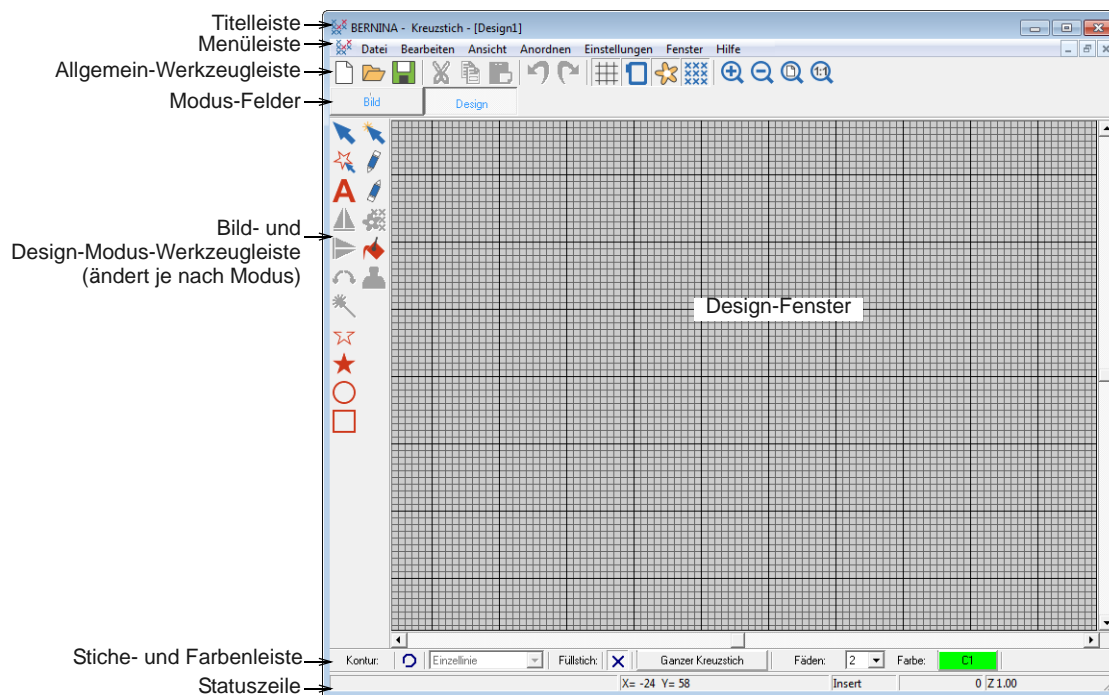 Titelleiste
BERNINA - Kreuzstich - [Design1]
Menüleiste
Datei Bearbeiten Ansicht Anordnen Einstellungen Fenster Hilfe
Allgemein-Werkzeugleiste
1:1
Modus-Felder
Bild Design
A
Bild- und
Design-Modus-Werkzeugleiste
(ändert je nach Modus)
Design-Fenster
Stiche- und Farbenleiste
Kontur: Einzellinie Füllstich: Ganzer Kreuzstich Fäden: 2 Farbe: C1
Statuszeile
X= -24 Y= 58 Insert 0 Z 1.00